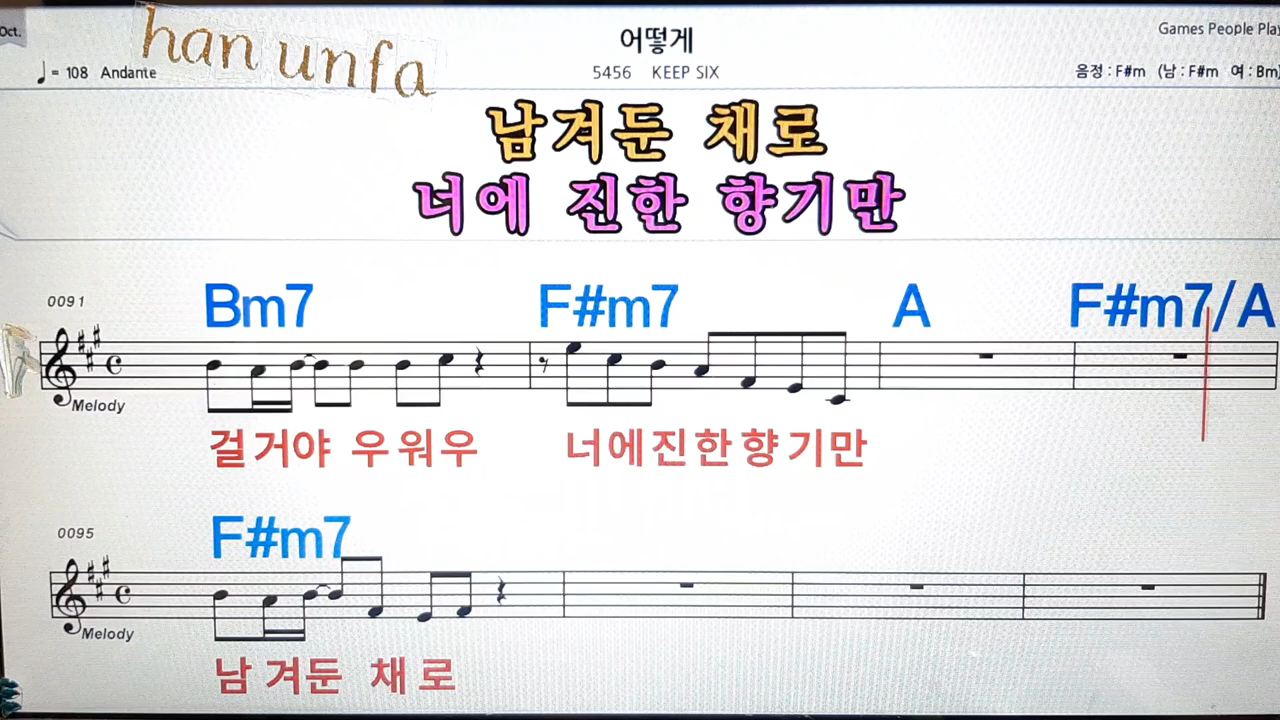 Oct.
han unfa
어떻게
Games People Play
♩= 108 Andante
5456 KEEP SIX
음정 : F#m (남 : F#m 여 : Bm)
남겨둔 채로
너에 진한 향기만
0091
Bm7 F#m7 A F#m7/A
Melody
걸거야 우워우 너에진한향기만
0095
F#m7
Melody
남겨둔 채로